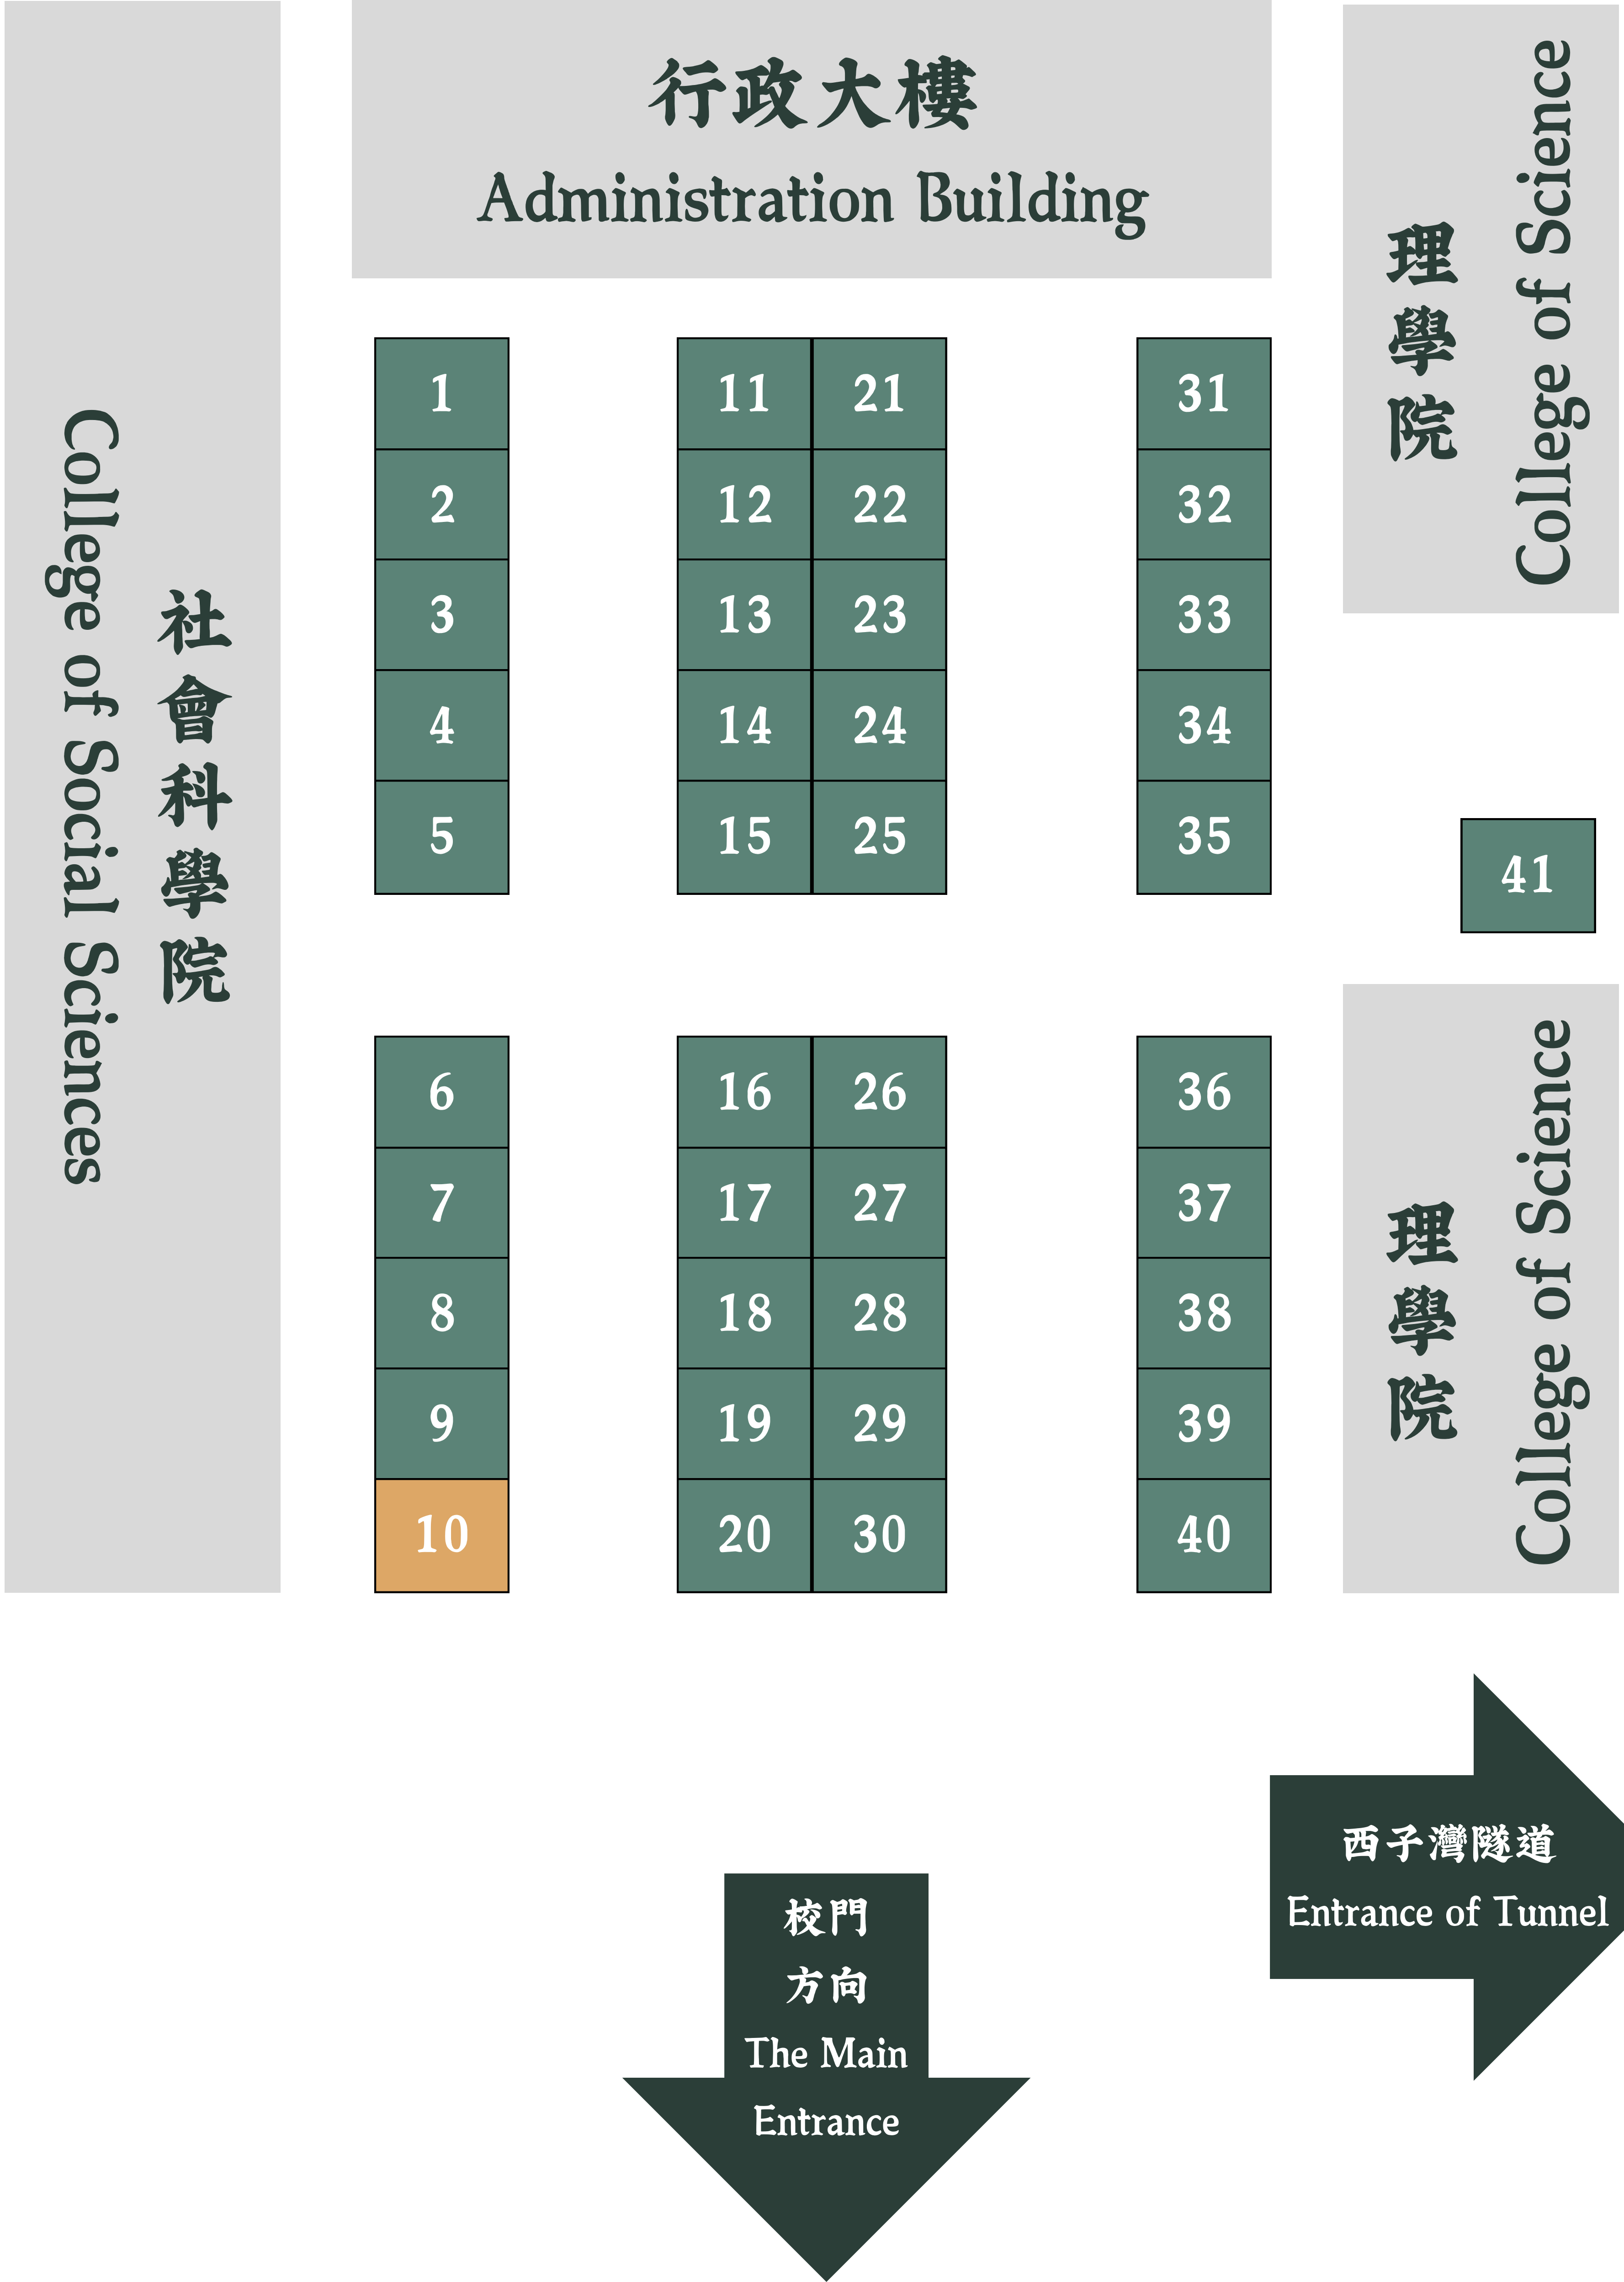 行政大樓
Administration Building
College of Social Sciences
社會科學院
理學院
College of Science
1
2
3
4
5
11 21
12 22
13 23
14 24
15 25
31
32
33
34
35
41
6
7
8
9
10
16 26
17 27
18 28
19 29
20 30
36
37
38
39
40
理學院
College of Science
西子灣隧道
Entrance of Tunnel
校門
方向
The Main
Entrance